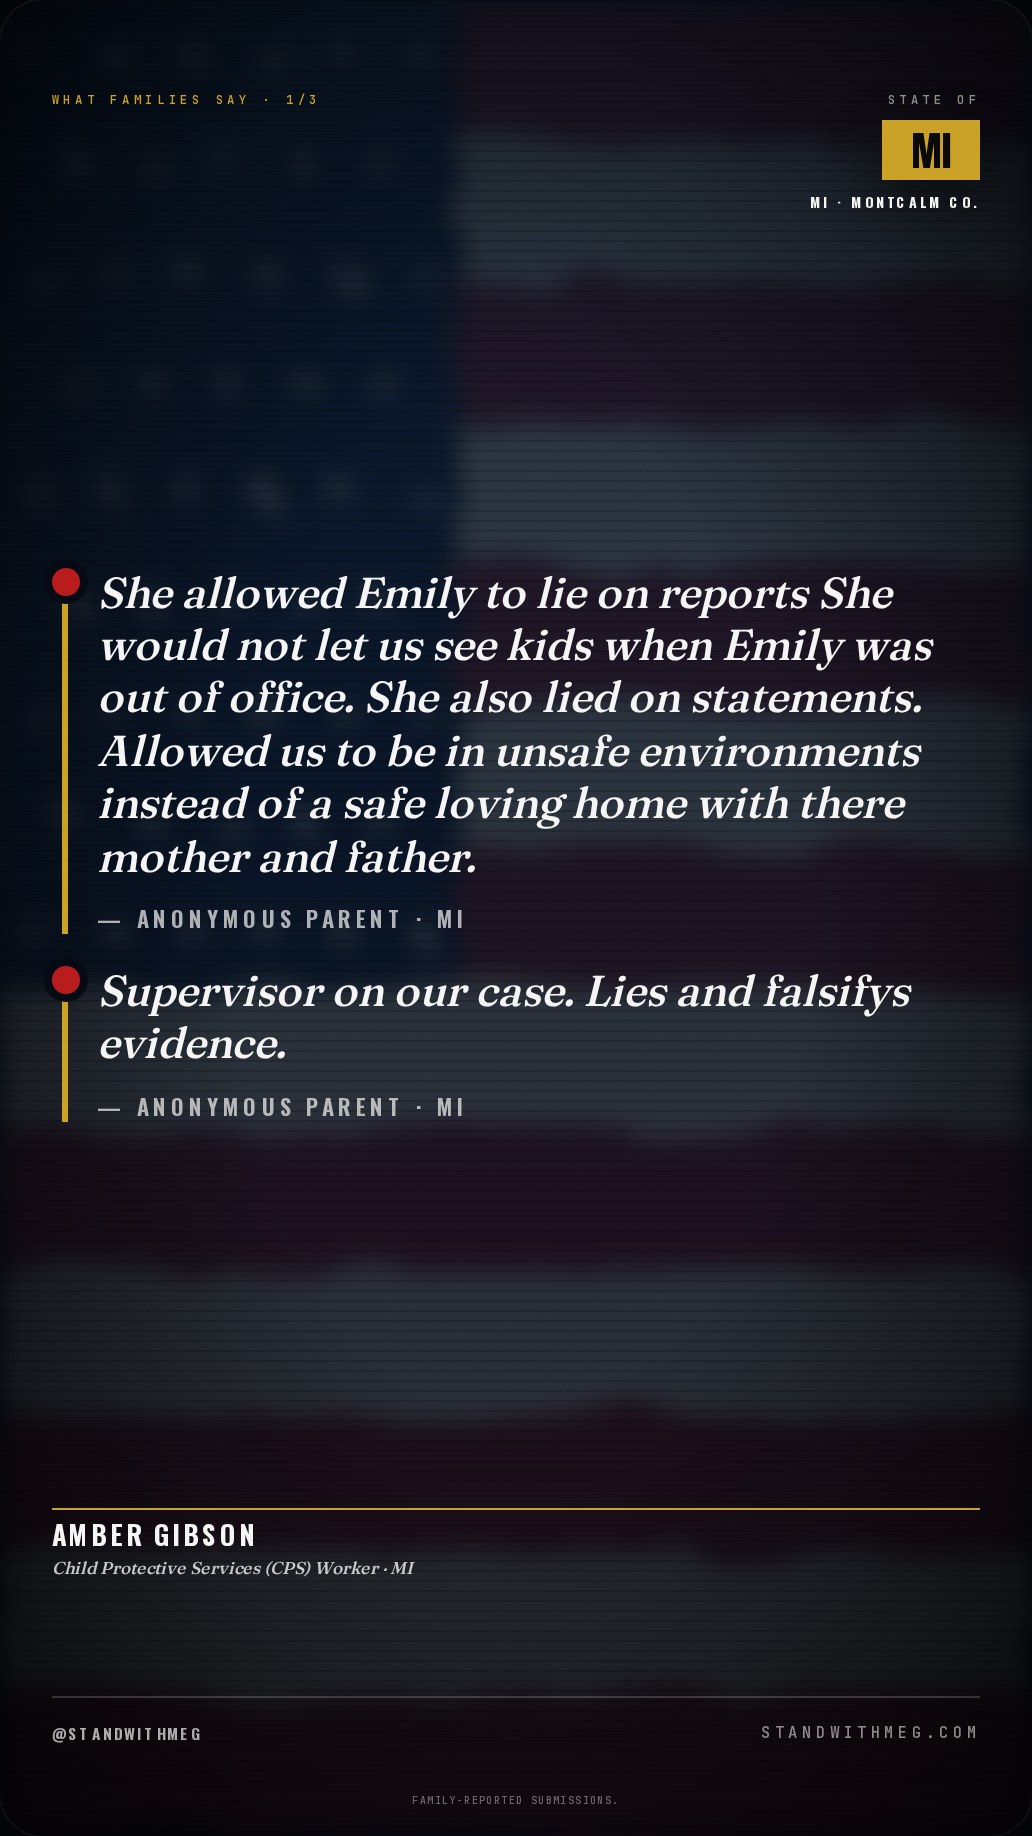 WHAT FAMILIES SAY · 1/3
STATE OF
MI
MI · MONTCALM CO.
She allowed Emily to lie on reports She
would not let us see kids when Emily was
out of office. She also lied on statements.
Allowed us to be in unsafe environments
instead of a safe loving home with there
mother and father.
— ANONYMOUS PARENT · MI
Supervisor on our case. Lies and falsifys
evidence.
— ANONYMOUS PARENT · MI
AMBER GIBSON
Child Protective Services (CPS) Worker · MI
@STANDWITHMEG
STANDWITHMEG.COM
FAMILY-REPORTED SUBMISSIONS.